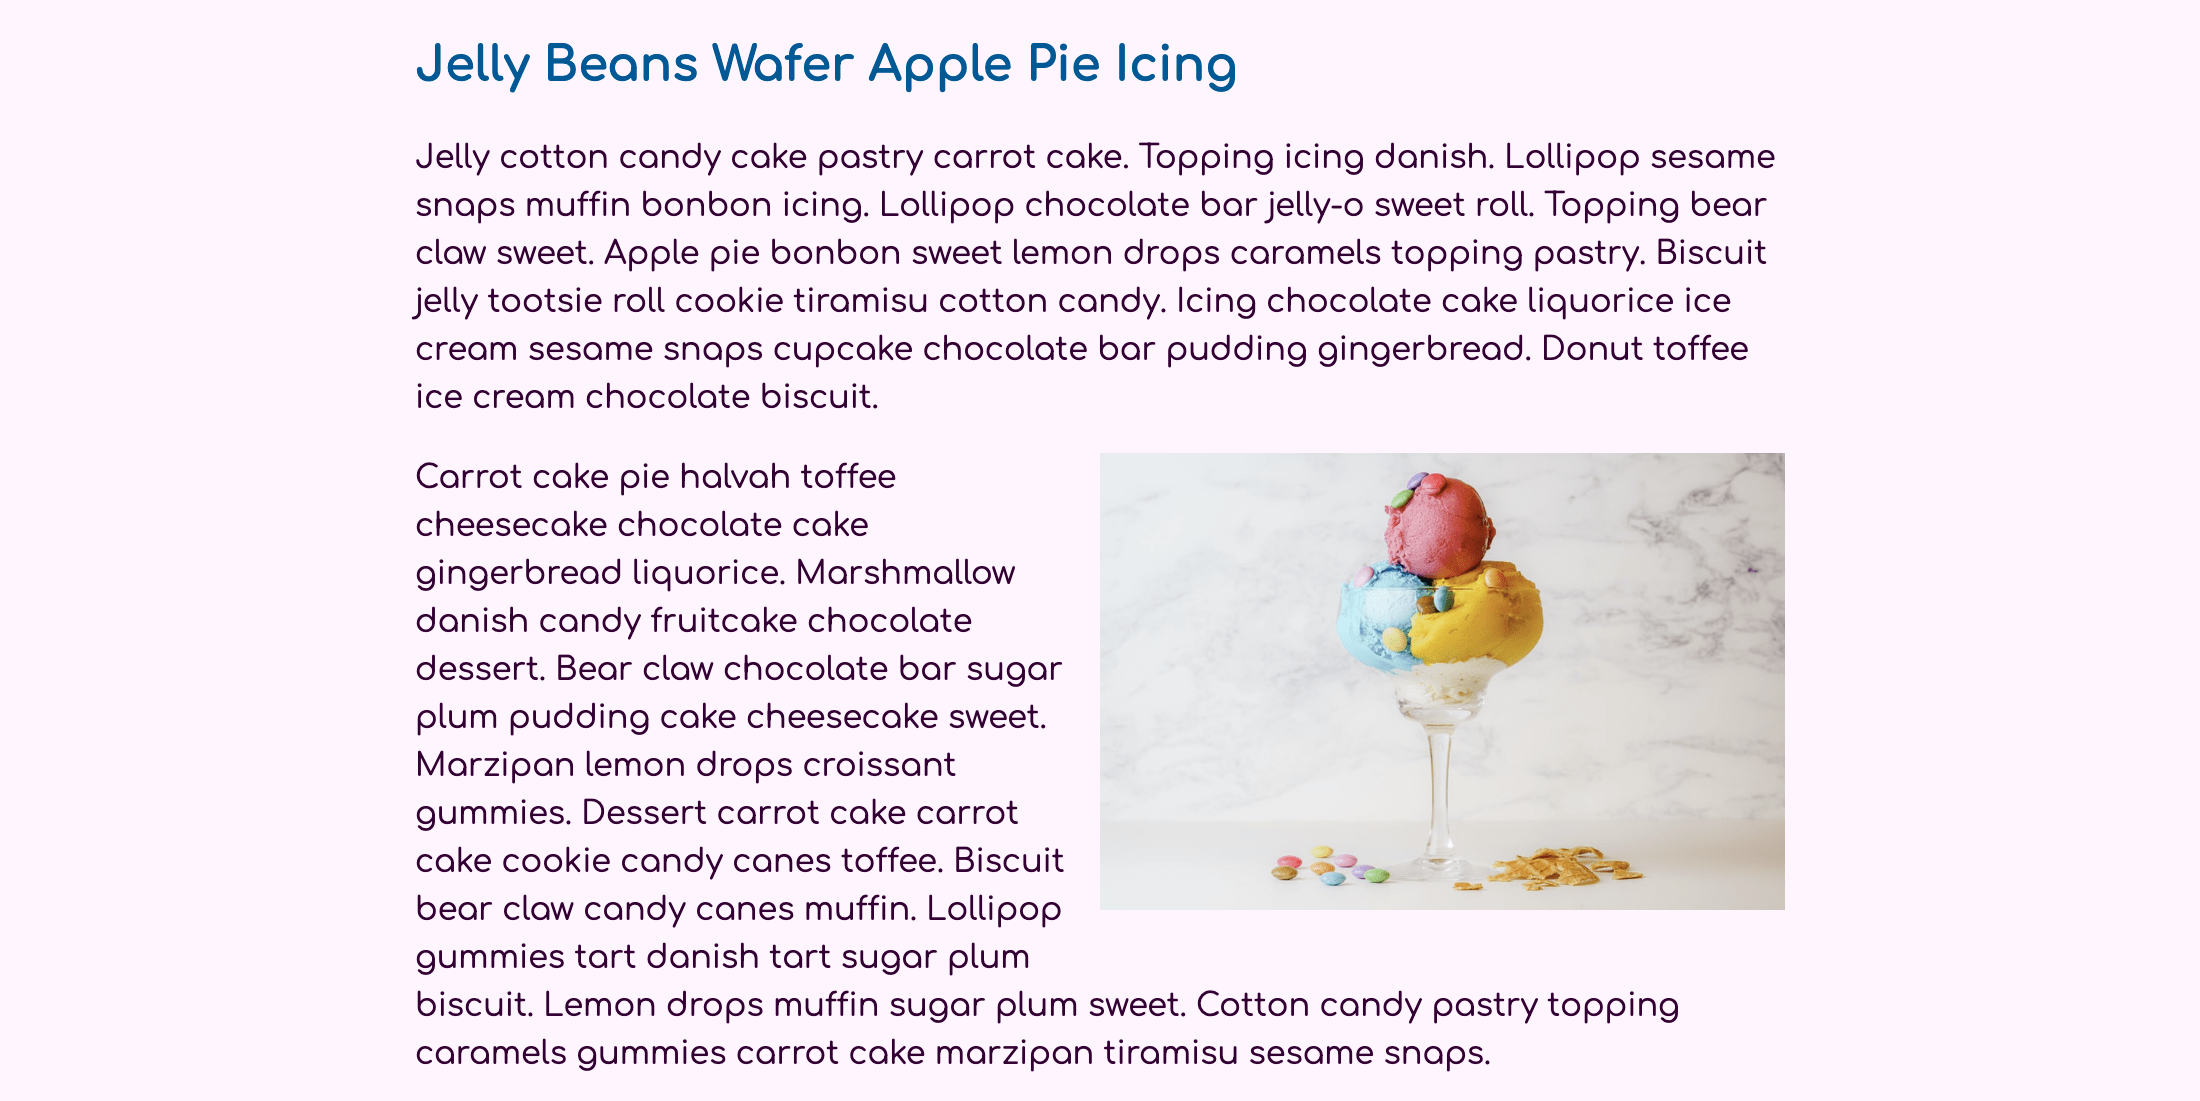 Jelly Beans Wafer Apple Pie Icing
Jelly cotton candy cake pastry carrot cake. Topping icing danish. Lollipop sesame
snaps muffin bonbon icing. Lollipop chocolate bar jelly-o sweet roll. Topping bear
claw sweet. Apple pie bonbon sweet lemon drops caramels topping pastry. Biscuit
jelly tootsie roll cookie tiramisu cotton candy. Icing chocolate cake liquorice ice
cream sesame snaps cupcake chocolate bar pudding gingerbread. Donut toffee
ice cream chocolate biscuit.
Carrot cake pie halvah toffee
cheesecake chocolate cake
gingerbread liquorice. Marshmallow
danish candy fruitcake chocolate
dessert. Bear claw chocolate bar sugar
plum pudding cake cheesecake sweet.
Marzipan lemon drops croissant
gummies. Dessert carrot cake carrot
cake cookie candy canes toffee. Biscuit
bear claw candy canes muffin. Lollipop
gummies tart danish tart sugar plum
biscuit. Lemon drops muffin sugar plum sweet. Cotton candy pastry topping
caramels gummies carrot cake marzipan tiramisu sesame snaps.